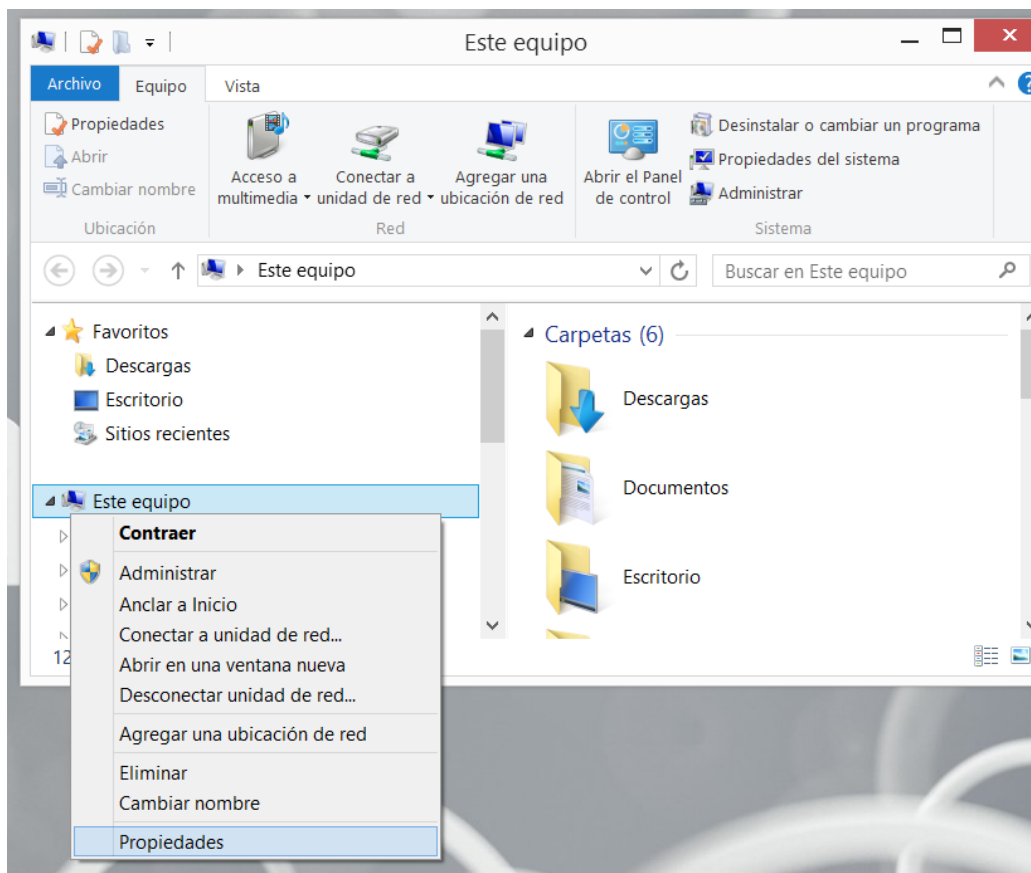 Este equipo
Archivo
Equipo
Vista
Propiedades
Abrir
Cambiar nombre
Ubicación
Acceso a
multimedia
Conectar a
unidad de red
Agregar una
ubicación de red
Red
Abrir el Panel
de control
Desinstalar o cambiar un programa
Propiedades del sistema
Administrar
Sistema
Este equipo
Buscar en Este equipo
Favoritos
Descargas
Escritorio
Sitios recientes
Este equipo
Contraer
Administrar
Anclar a Inicio
Conectar a unidad de red...
Abrir en una ventana nueva
Desconectar unidad de red...
Agregar una ubicación de red
Eliminar
Cambiar nombre
Propiedades
12
Carpetas (6)
Descargas
Documentos
Escritorio